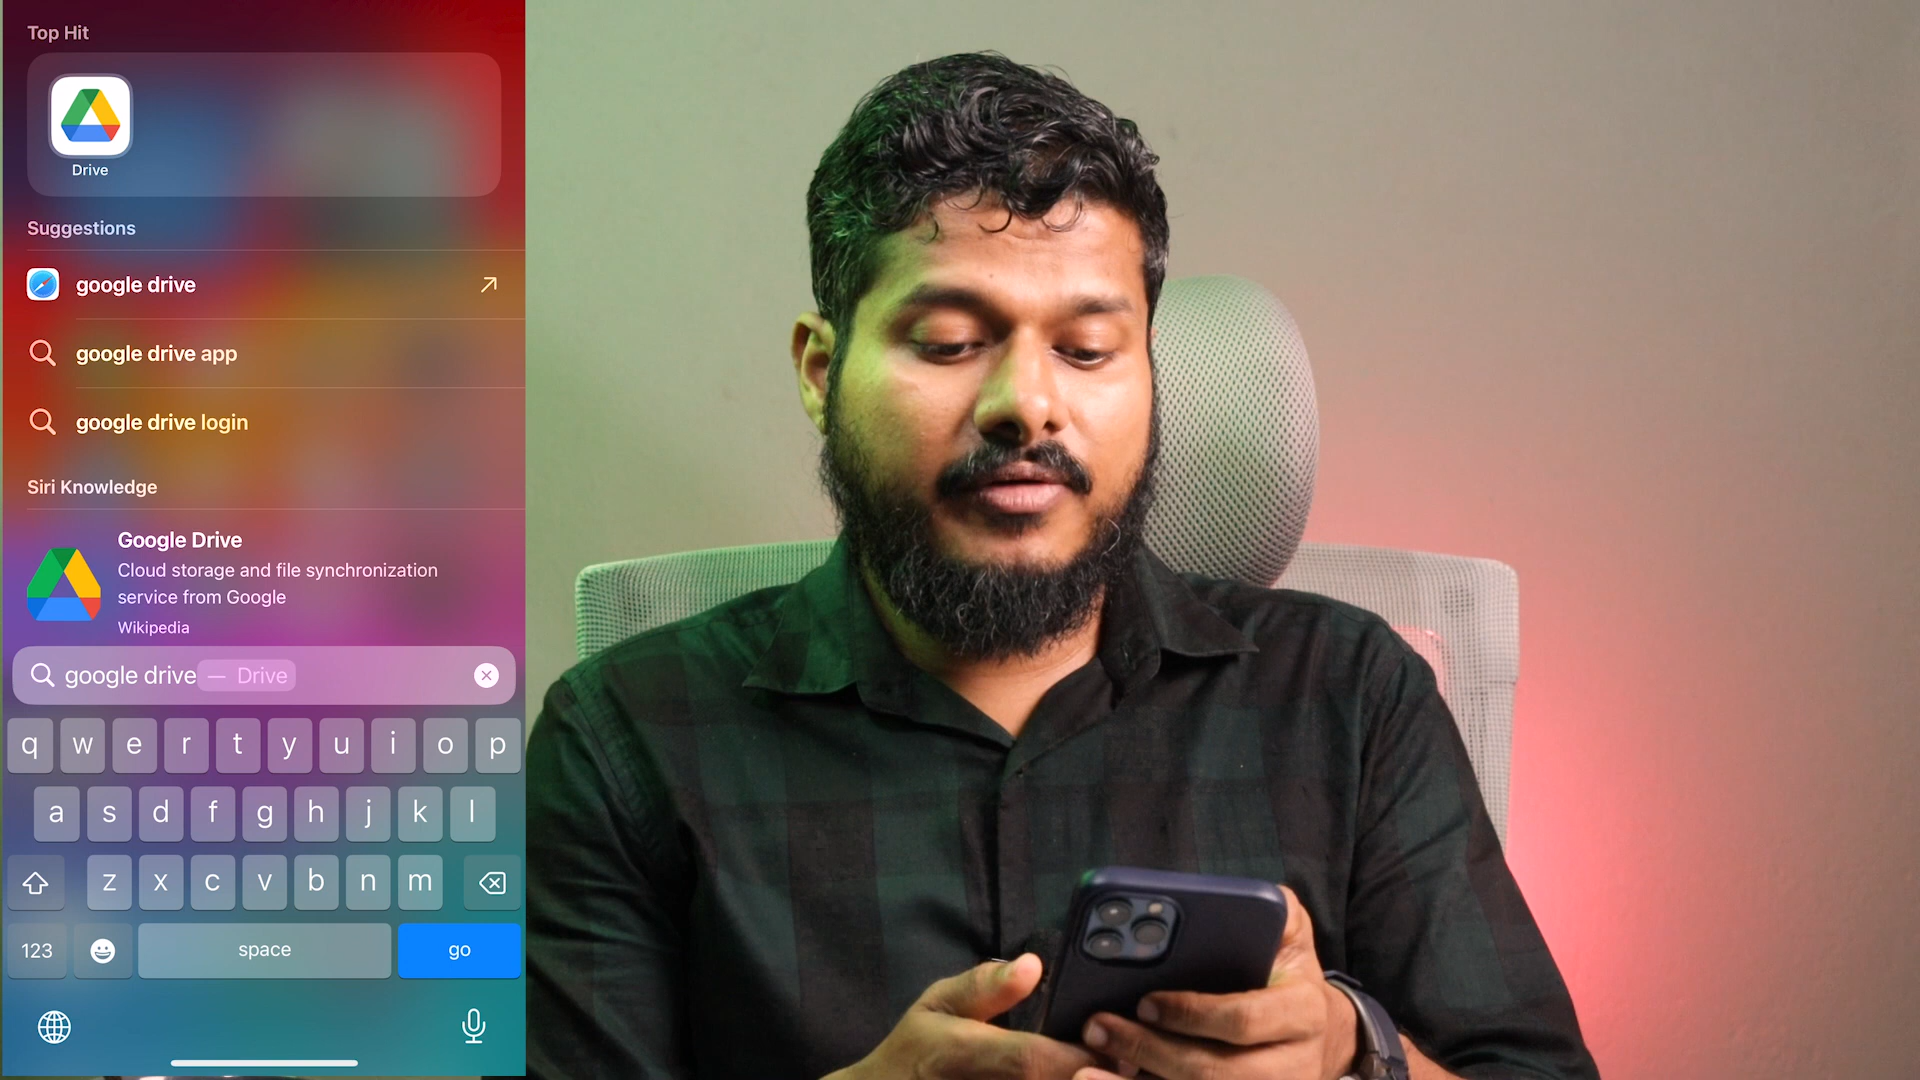 Top Hit
Drive
Suggestions
google drive
google drive app
google drive login
Siri Knowledge
Google Drive
Cloud storage and file synchronization
service from Google
Wikipedia
google drive — Drive
q w e r t y u i o p
a s d f g h j k l
z x c v b n m
123 space go